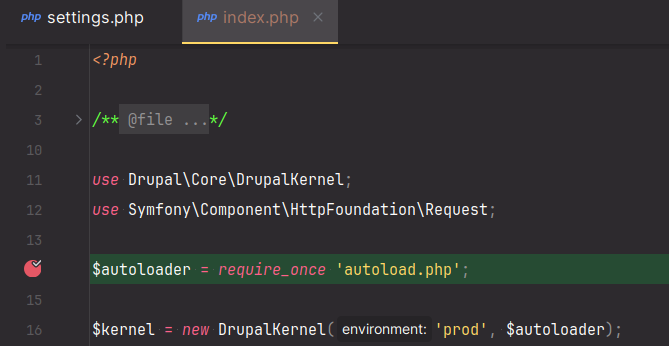 php settings.php php index.php ×
1 <?php
2
3 /** @file ...*/
10
11 use Drupal\Core\DrupalKernel;
12 use Symfony\Component\HttpFoundation\Request;
13
$autoloader = require_once 'autoload.php';
15
16 $kernel = new DrupalKernel( environment: 'prod', $autoloader);